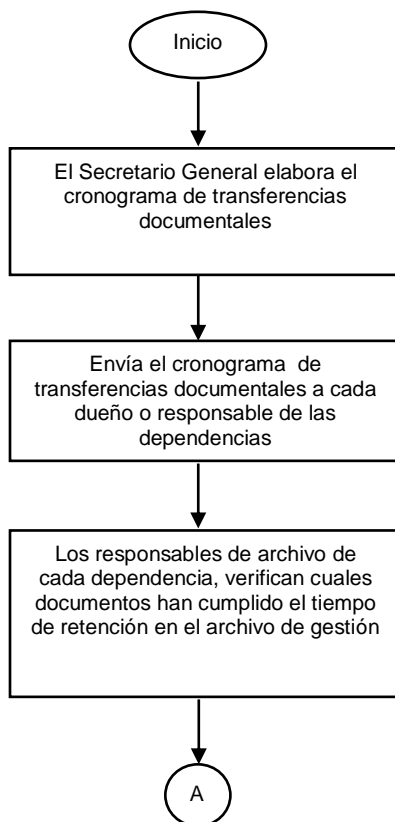 Inicio
El Secretario General elabora el
cronograma de transferencias
documentales
Envía el cronograma de
transferencias documentales a cada
dueño o responsable de las
dependencias
Los responsables de archivo de
cada dependencia, verifican cuales
documentos han cumplido el tiempo
de retención en el archivo de gestión
A